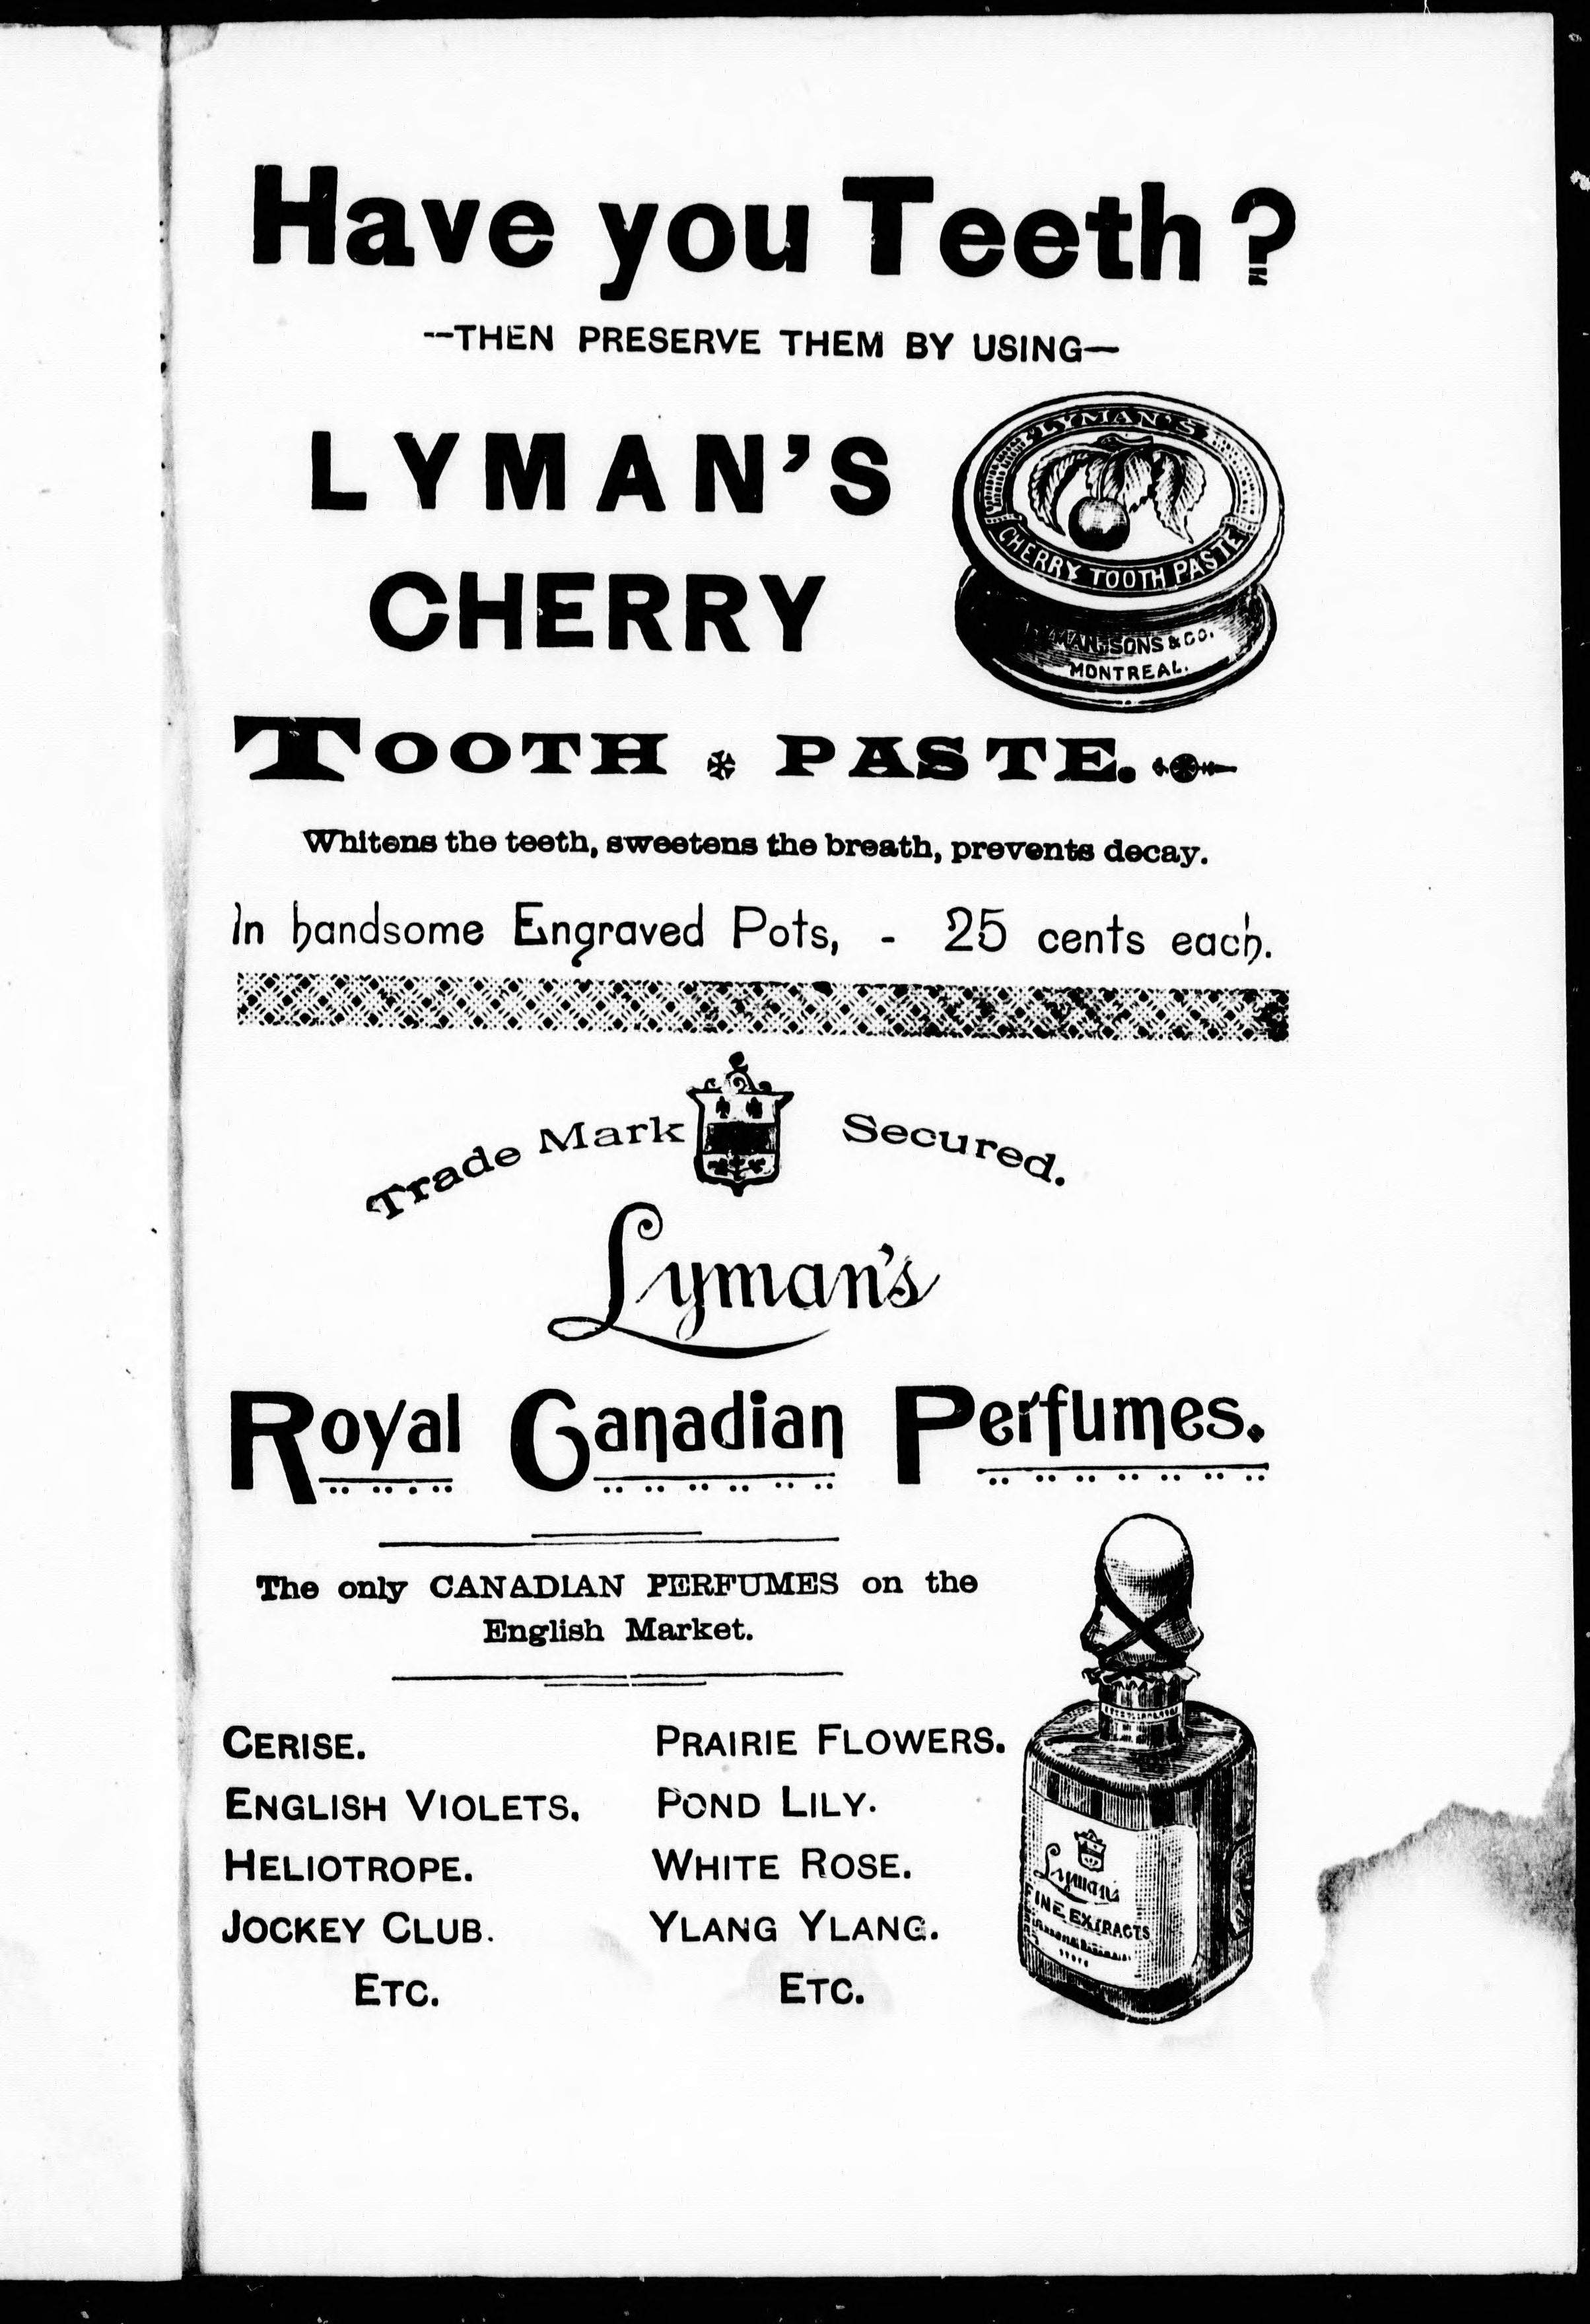 Have you Teeth?
--THEN PRESERVE THEM BY USING—
LYMAN'S
CHERRY
TOOTH PASTE.
LYMAN'S
CHERRY TOOTH PASTE
SONS & CO.
MONTREAL.
Whitens the teeth, sweetens the breath, prevents decay.
In handsome Engraved Pots, - 25 cents each.
Trade Mark Secured.
Lyman's
Royal Canadian Perfumes.
The only CANADIAN PERFUMES on the
English Market.
CERISE.
ENGLISH VIOLETS.
HELIOTROPE.
JOCKEY CLUB.
ETC.
PRAIRIE FLOWERS.
POND LILY.
WHITE ROSE.
YLANG YLANG.
ETC.
Lyman's
FINE EXTRACTS